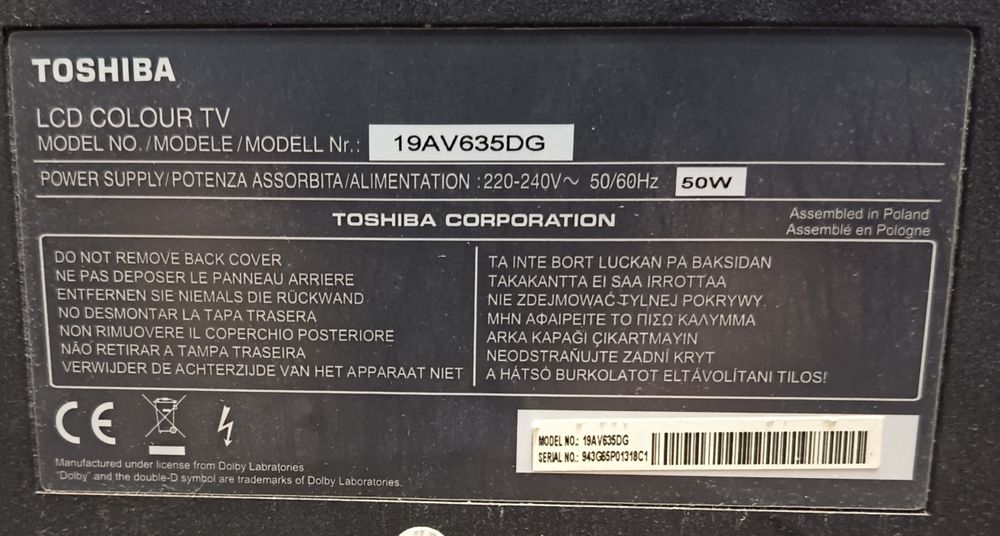 TOSHIBA
LCD COLOUR TV
MODEL NO./MODELE/MODELL Nr.: 19AV635DG
POWER SUPPLY/POTENZA ASSORBITA/ALIMENTATION :220-240V~ 50/60Hz 50W
TOSHIBA CORPORATION
Assembled in Poland
Assemblé en Pologne
DO NOT REMOVE BACK COVER
NE PAS DEPOSER LE PANNEAU ARRIERE
ENTFERNEN SIE NIEMALS DIE RÜCKWAND
NO DESMONTAR LA TAPA TRASERA
NON RIMUOVERE IL COPERCHIO POSTERIORE
NÃO RETIRAR A TAMPA TRASEIRA
VERWIJDER DE ACHTERZIJDE VAN HET APPARAAT NIET
TA INTE BORT LUCKAN PA BAKSIDAN
TAKAKANTTA EI SAA IRROTTAA
NIE ZDEJMOWAĆ TYLNEJ POKRYWY.
ΜΗΝ ΑΦΑΙΡΕΙΤΕ ΤΟ ΠΙΣΩ ΚΑΛΥΜΜΑ
ARKA KAPAĞI ÇIKARTMAYIN
NEODSTRAŇUJTE ZADNÍ KRYT
A HÁTSÓ BURKOLATOT ELTÁVOLÍTANI TILOS!
CE
Manufactured under license from Dolby Labratories.
"Dolby" and the double-D symbol are trademarks of Dolby Laboratories.
MODEL NO.: 19AV635DG
SERIAL NO.: 943G65P01318C1